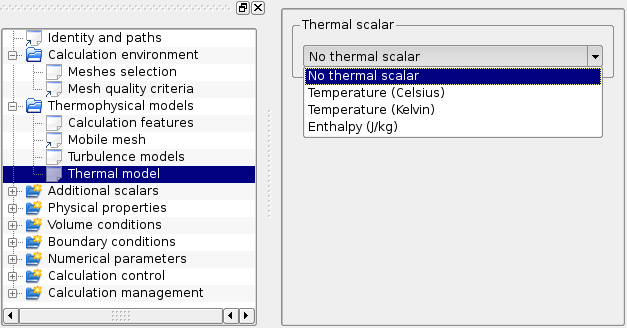 Identity and paths
Calculation environment
Meshes selection
Mesh quality criteria
Thermophysical models
Calculation features
Mobile mesh
Turbulence models
Thermal model
Additional scalars
Physical properties
Volume conditions
Boundary conditions
Numerical parameters
Calculation control
Calculation management
Thermal scalar
No thermal scalar
No thermal scalar
Temperature (Celsius)
Temperature (Kelvin)
Enthalpy (J/kg)